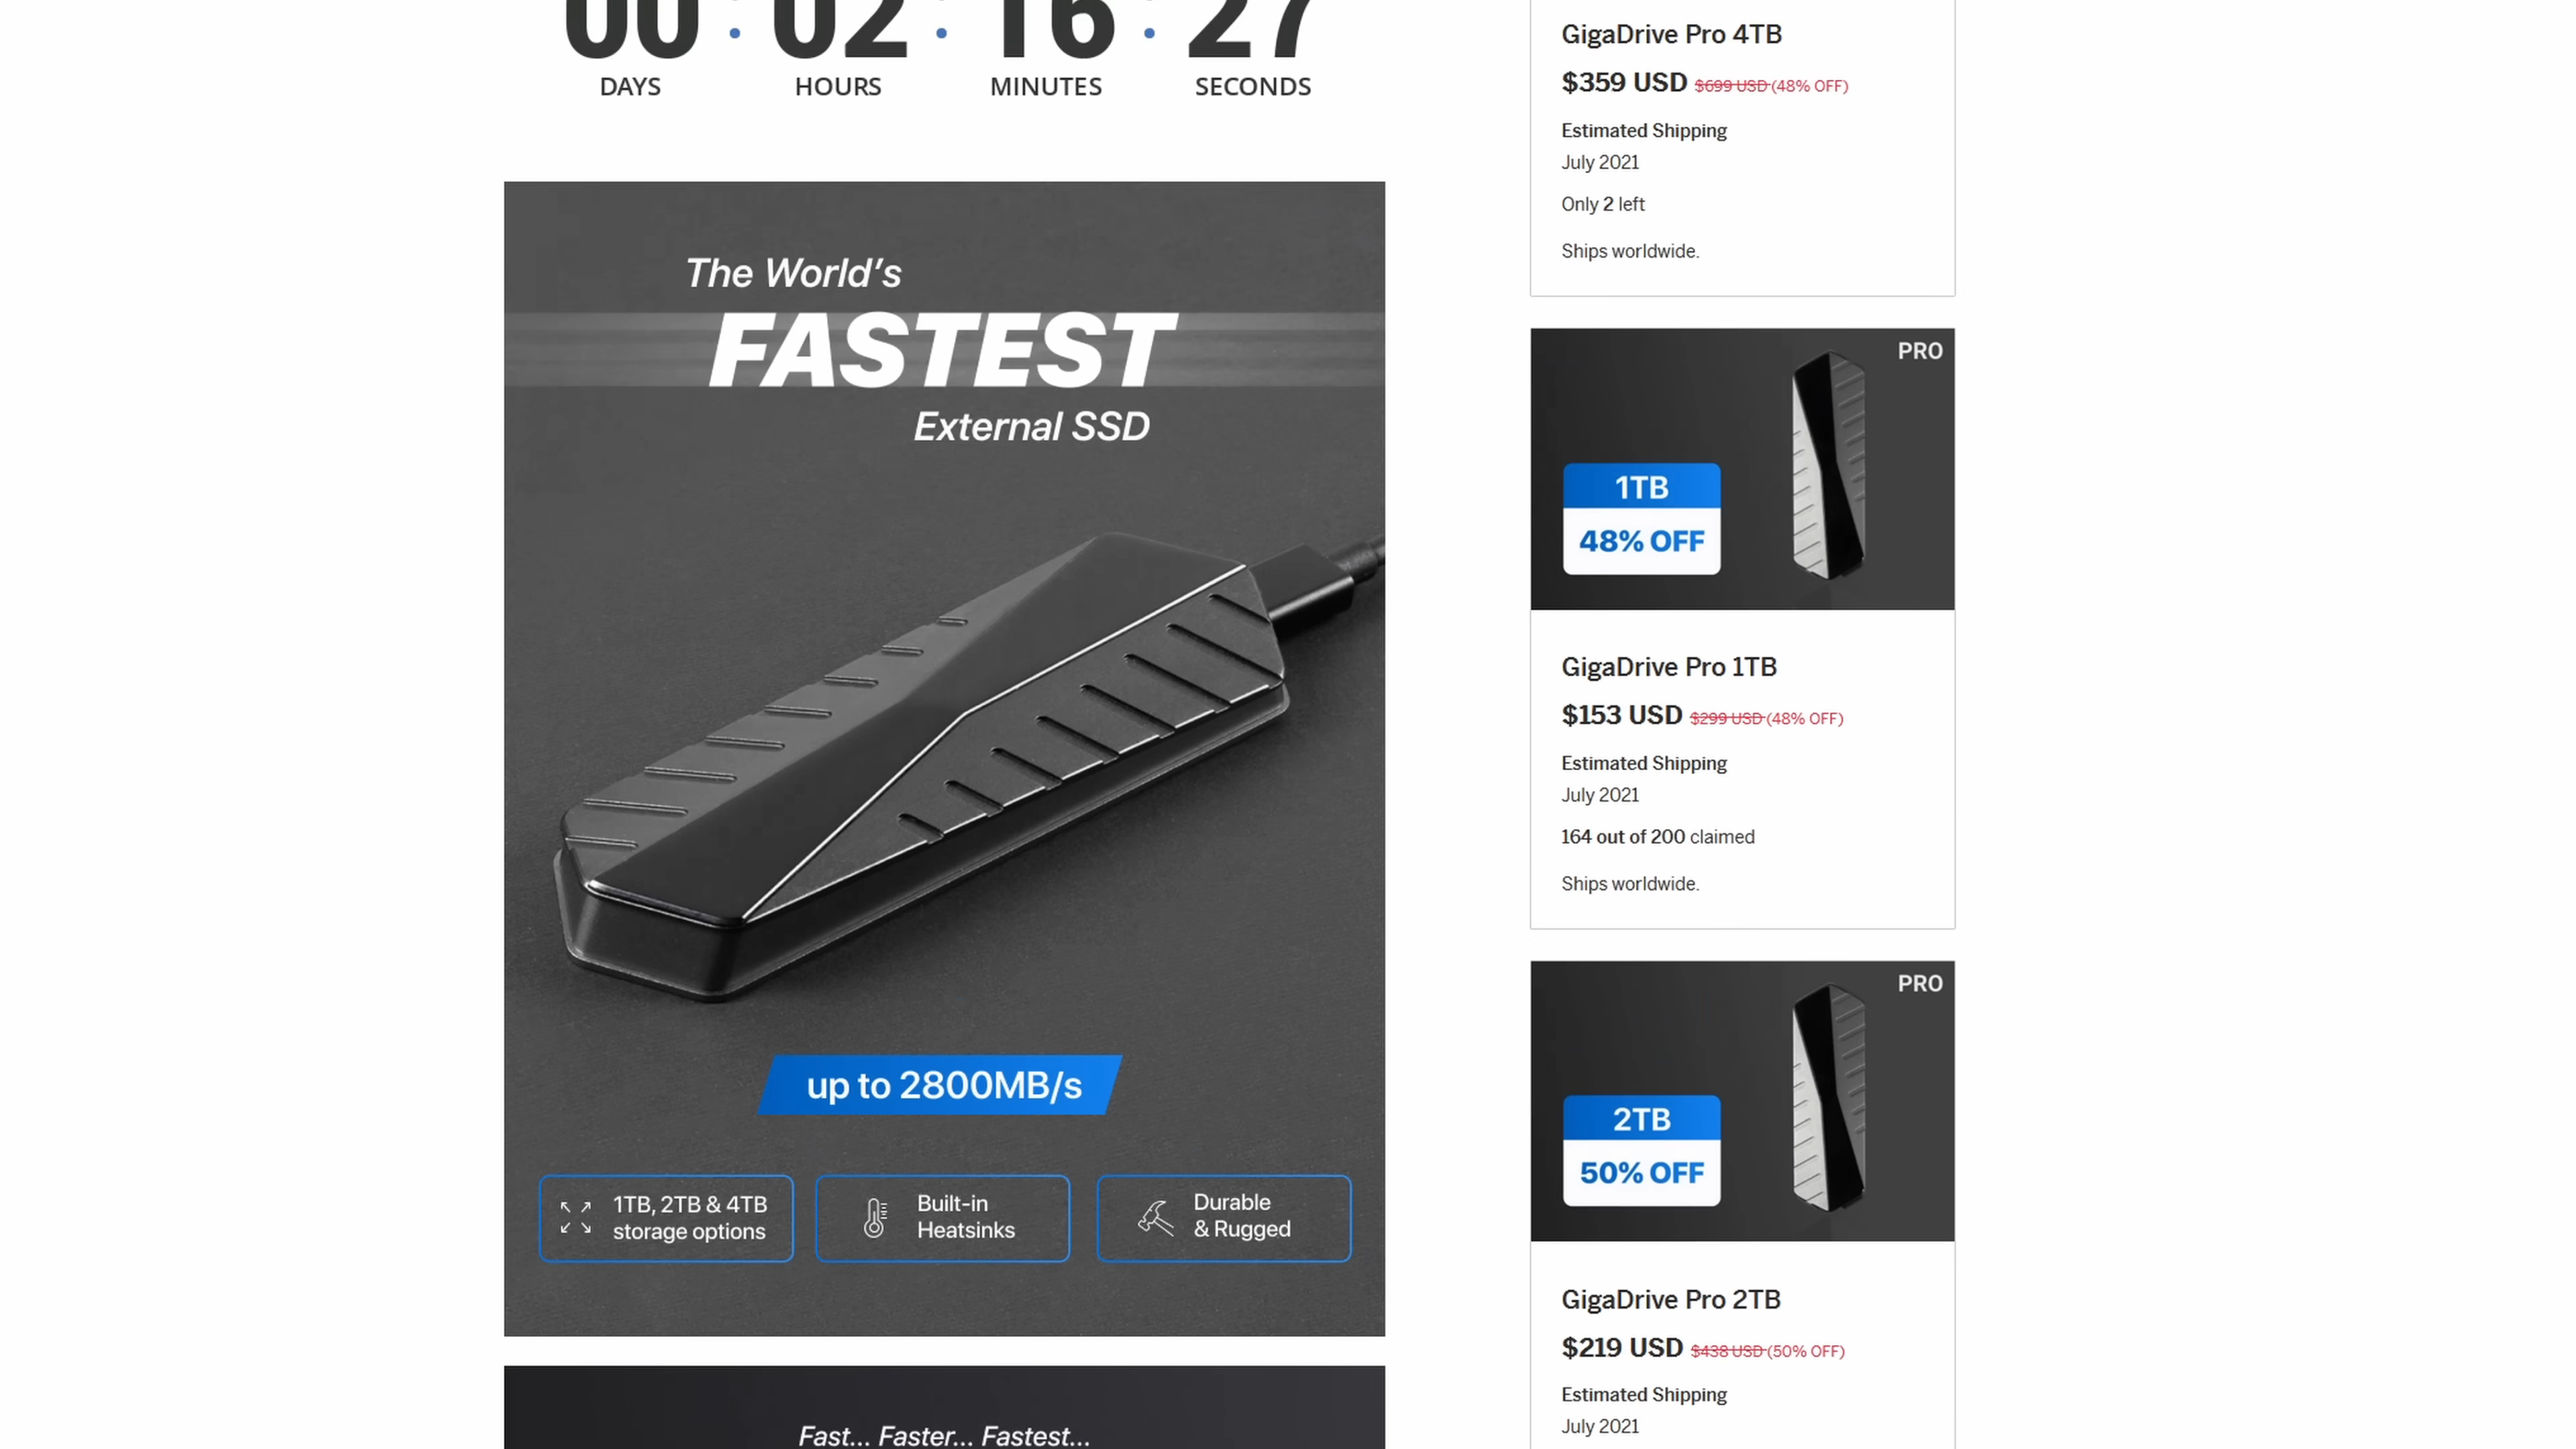 00 : 02 : 16 : 27
DAYS HOURS MINUTES SECONDS
The World's
FASTEST
External SSD
up to 2800MB/s
1TB, 2TB & 4TB
storage options
Built-in
Heatsinks
Durable
& Rugged
Fast... Faster... Fastest...
GigaDrive Pro 4TB
$359 USD $699 USD (48% OFF)
Estimated Shipping
July 2021
Only 2 left
Ships worldwide.
PRO
1TB
48% OFF
GigaDrive Pro 1TB
$153 USD $299 USD (48% OFF)
Estimated Shipping
July 2021
164 out of 200 claimed
Ships worldwide.
PRO
2TB
50% OFF
GigaDrive Pro 2TB
$219 USD $438 USD (50% OFF)
Estimated Shipping
July 2021